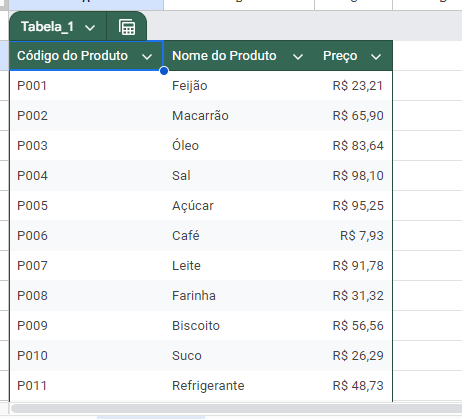 Tabela_1
Código do Produto Nome do Produto Preço
P001 Feijão R$ 23,21
P002 Macarrão R$ 65,90
P003 Óleo R$ 83,64
P004 Sal R$ 98,10
P005 Açúcar R$ 95,25
P006 Café R$ 7,93
P007 Leite R$ 91,78
P008 Farinha R$ 31,32
P009 Biscoito R$ 56,56
P010 Suco R$ 26,29
P011 Refrigerante R$ 48,73